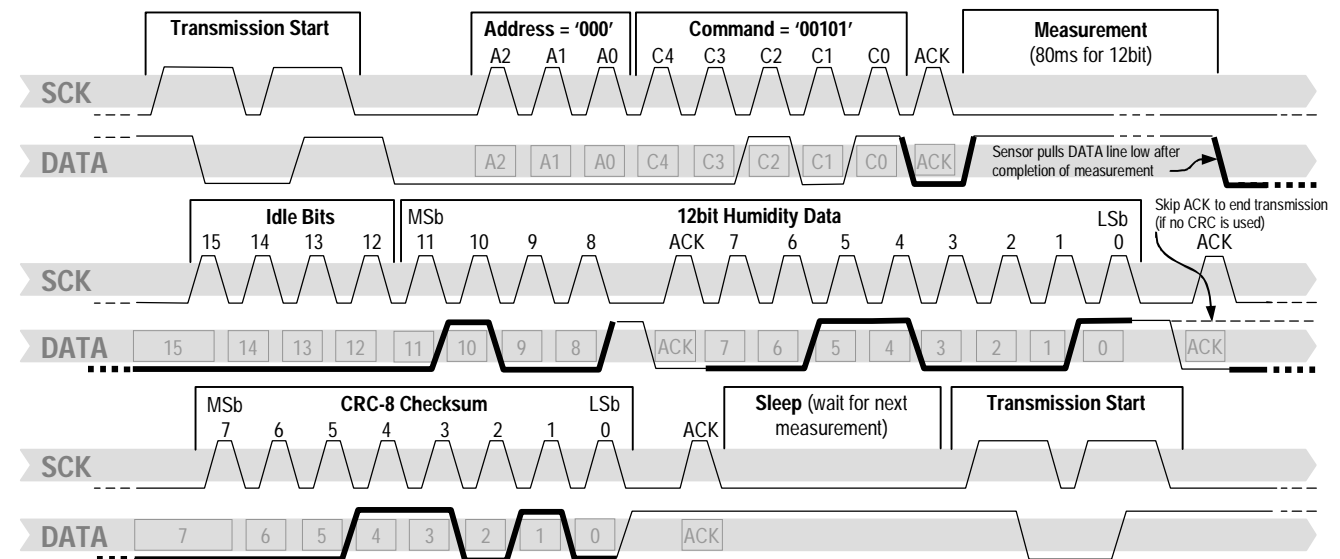 Transmission Start Address = '000' Command = '00101' Measurement
A2 A1 A0 C4 C3 C2 C1 C0 ACK (80ms for 12bit)
SCK
DATA A2 A1 A0 C4 C3 C2 C1 C0 ACK Sensor pulls DATA line low after
completion of measurement
Skip ACK to end transmission
(if no CRC is used)
Idle Bits MSb 12bit Humidity Data LSb
15 14 13 12 11 10 9 8 ACK 7 6 5 4 3 2 1 0 ACK
SCK
DATA 15 14 13 12 11 10 9 8 ACK 7 6 5 4 3 2 1 0 ACK
MSb CRC-8 Checksum LSb Sleep (wait for next Transmission Start
7 6 5 4 3 2 1 0 ACK measurement)
SCK
DATA 7 6 5 4 3 2 1 0 ACK